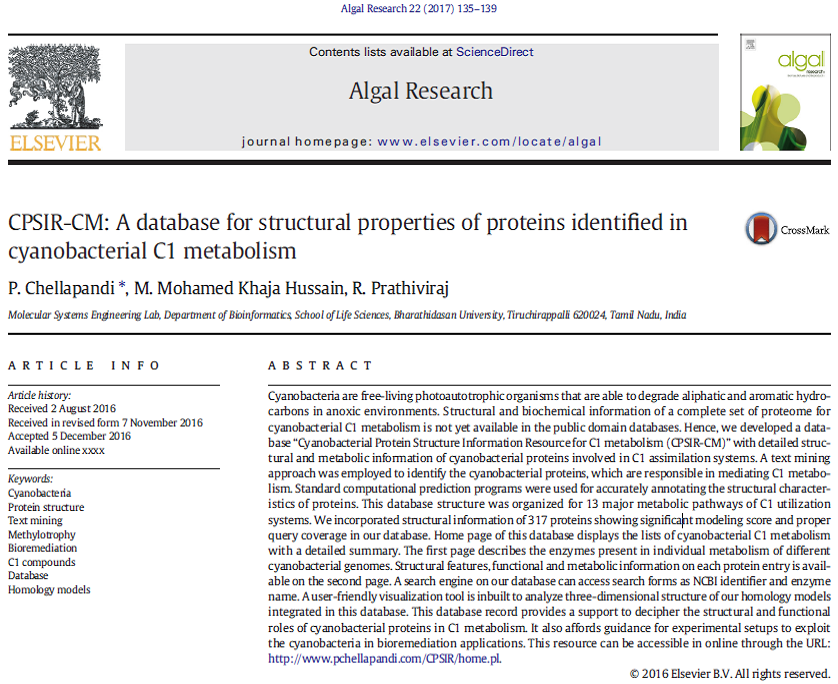 Algal Research 22 (2017) 135–139
Contents lists available at ScienceDirect
Algal Research
journal homepage: www.elsevier.com/locate/algal
ELSEVIER
algal
research
CPSIR-CM: A database for structural properties of proteins identified in
cyanobacterial C1 metabolism
CrossMark
P. Chellapandi *, M. Mohamed Khaja Hussain, R. Prathiviraj
Molecular Systems Engineering Lab, Department of Bioinformatics, School of Life Sciences, Bharathidasan University, Tiruchirappalli 620024, Tamil Nadu, India
ARTICLE INFO
Article history:
Received 2 August 2016
Received in revised form 7 November 2016
Accepted 5 December 2016
Available online xxxx
Keywords:
Cyanobacteria
Protein structure
Text mining
Methylotrophy
Bioremediation
C1 compounds
Database
Homology models
ABSTRACT
Cyanobacteria are free-living photoautotrophic organisms that are able to degrade aliphatic and aromatic hydro-
carbons in anoxic environments. Structural and biochemical information of a complete set of proteome for
cyanobacterial C1 metabolism is not yet available in the public domain databases. Hence, we developed a data-
base “Cyanobacterial Protein Structure Information Resource for C1 metabolism (CPSIR-CM)” with detailed struc-
tural and metabolic information of cyanobacterial proteins involved in C1 assimilation systems. A text mining
approach was employed to identify the cyanobacterial proteins, which are responsible in mediating C1 metabo-
lism. Standard computational prediction programs were used for accurately annotating the structural character-
istics of proteins. This database structure was organized for 13 major metabolic pathways of C1 utilization
systems. We incorporated structural information of 317 proteins showing significant modeling score and proper
query coverage in our database. Home page of this database displays the lists of cyanobacterial C1 metabolism
with a detailed summary. The first page describes the enzymes present in individual metabolism of different
cyanobacterial genomes. Structural features, functional and metabolic information on each protein entry is avail-
able on the second page. A search engine on our database can access search forms as NCBI identifier and enzyme
name. A user-friendly visualization tool is inbuilt to analyze three-dimensional structure of our homology models
integrated in this database. This database record provides a support to decipher the structural and functional
roles of cyanobacterial proteins in C1 metabolism. It also affords guidance for experimental setups to exploit
the cyanobacteria in bioremediation applications. This resource can be accessible in online through the URL:
http://www.pchellapandi.com/CPSIR/home.pl.
© 2016 Elsevier B.V. All rights reserved.